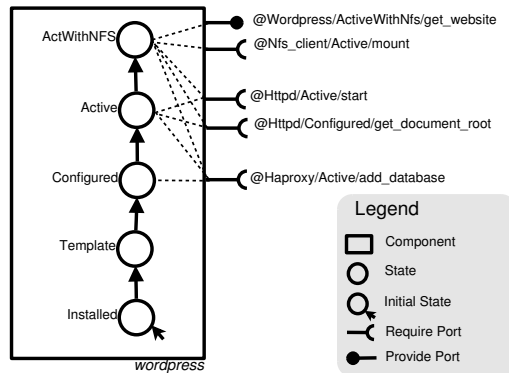 @Wordpress/ActiveWithNfs/get_website
ActWithNFS
@Nfs_client/Active/mount
@Httpd/Active/start
Active
@Httpd/Configured/get_document_root
Configured
@Haproxy/Active/add_database
Template
Installed
wordpress
Legend
Component
State
Initial State
Require Port
Provide Port